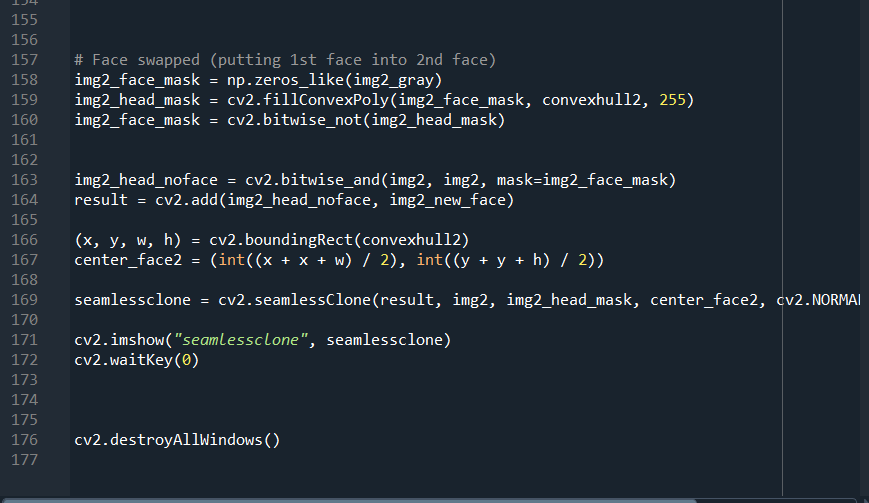 155
156
157 # Face swapped (putting 1st face into 2nd face)
158 img2_face_mask = np.zeros_like(img2_gray)
159 img2_head_mask = cv2.fillConvexPoly(img2_face_mask, convexhull2, 255)
160 img2_face_mask = cv2.bitwise_not(img2_head_mask)
161
162
163 img2_head_noface = cv2.bitwise_and(img2, img2, mask=img2_face_mask)
164 result = cv2.add(img2_head_noface, img2_new_face)
165
166 (x, y, w, h) = cv2.boundingRect(convexhull2)
167 center_face2 = (int((x + x + w) / 2), int((y + y + h) / 2))
168
169 seamlessclone = cv2.seamlessClone(result, img2, img2_head_mask, center_face2, cv2.NORMA
170
171 cv2.imshow("seamlessclone", seamlessclone)
172 cv2.waitKey(0)
173
174
175
176 cv2.destroyAllWindows()
177